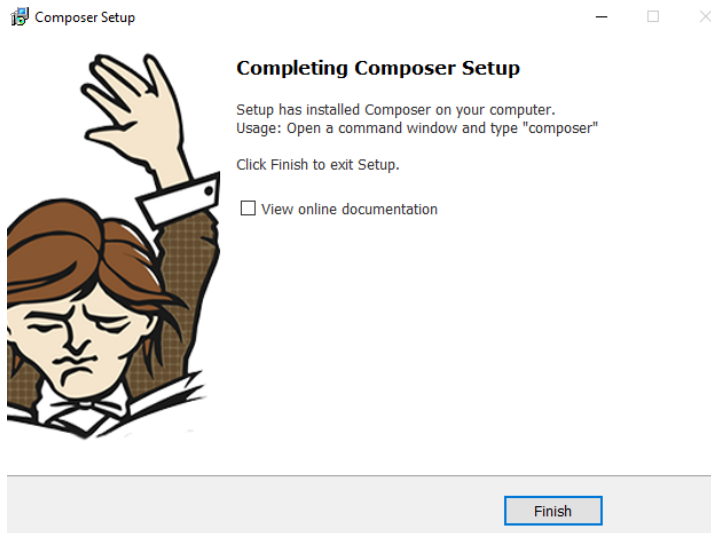 Composer Setup
Completing Composer Setup
Setup has installed Composer on your computer.
Usage: Open a command window and type "composer"
Click Finish to exit Setup.
View online documentation
Finish